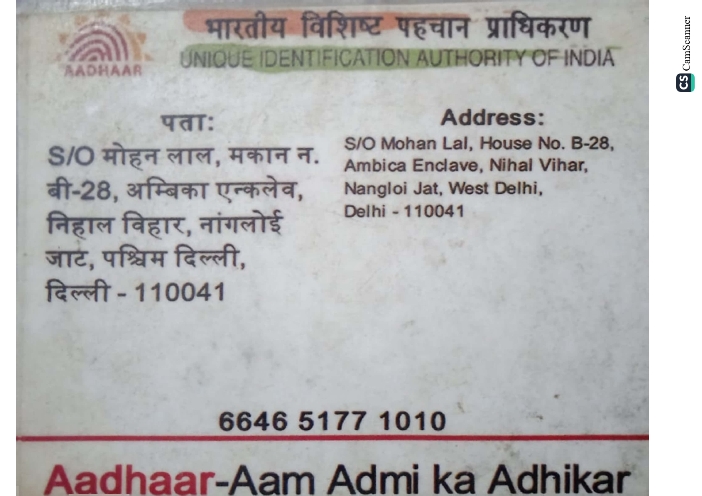 भारतीय विशिष्ट पहचान प्राधिकरण
AADHAAR
UNIQUE IDENTIFICATION AUTHORITY OF INDIA
पता:
S/O मोहन लाल, मकान न.
बी-28, अम्बिका एन्कलेव,
निहाल विहार, नांगलोई
जाट, पश्चिम दिल्ली,
दिल्ली - 110041
Address:
S/O Mohan Lal, House No. B-28,
Ambica Enclave, Nihal Vihar,
Nangloi Jat, West Delhi,
Delhi - 110041
6646 5177 1010
Aadhaar-Aam Admi ka Adhikar
CS CamScanner